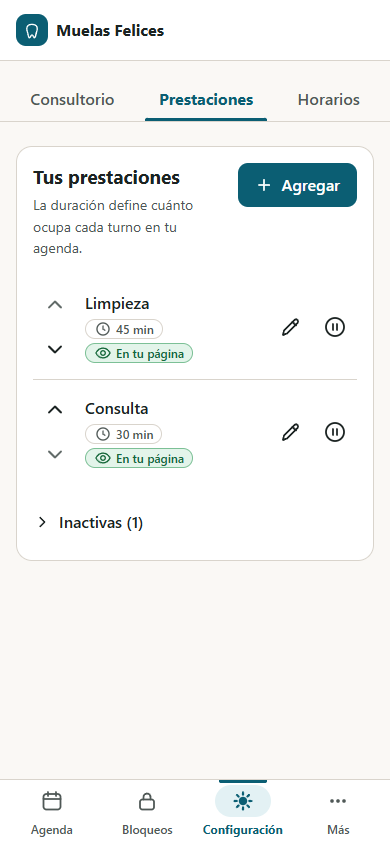 Muelas Felices
Consultorio
Prestaciones
Horarios
Tus prestaciones
La duración define cuánto
ocupa cada turno en tu
agenda.
Agregar
Limpieza
45 min
En tu página
Consulta
30 min
En tu página
Inactivas (1)
Agenda
Bloqueos
Configuración
Más